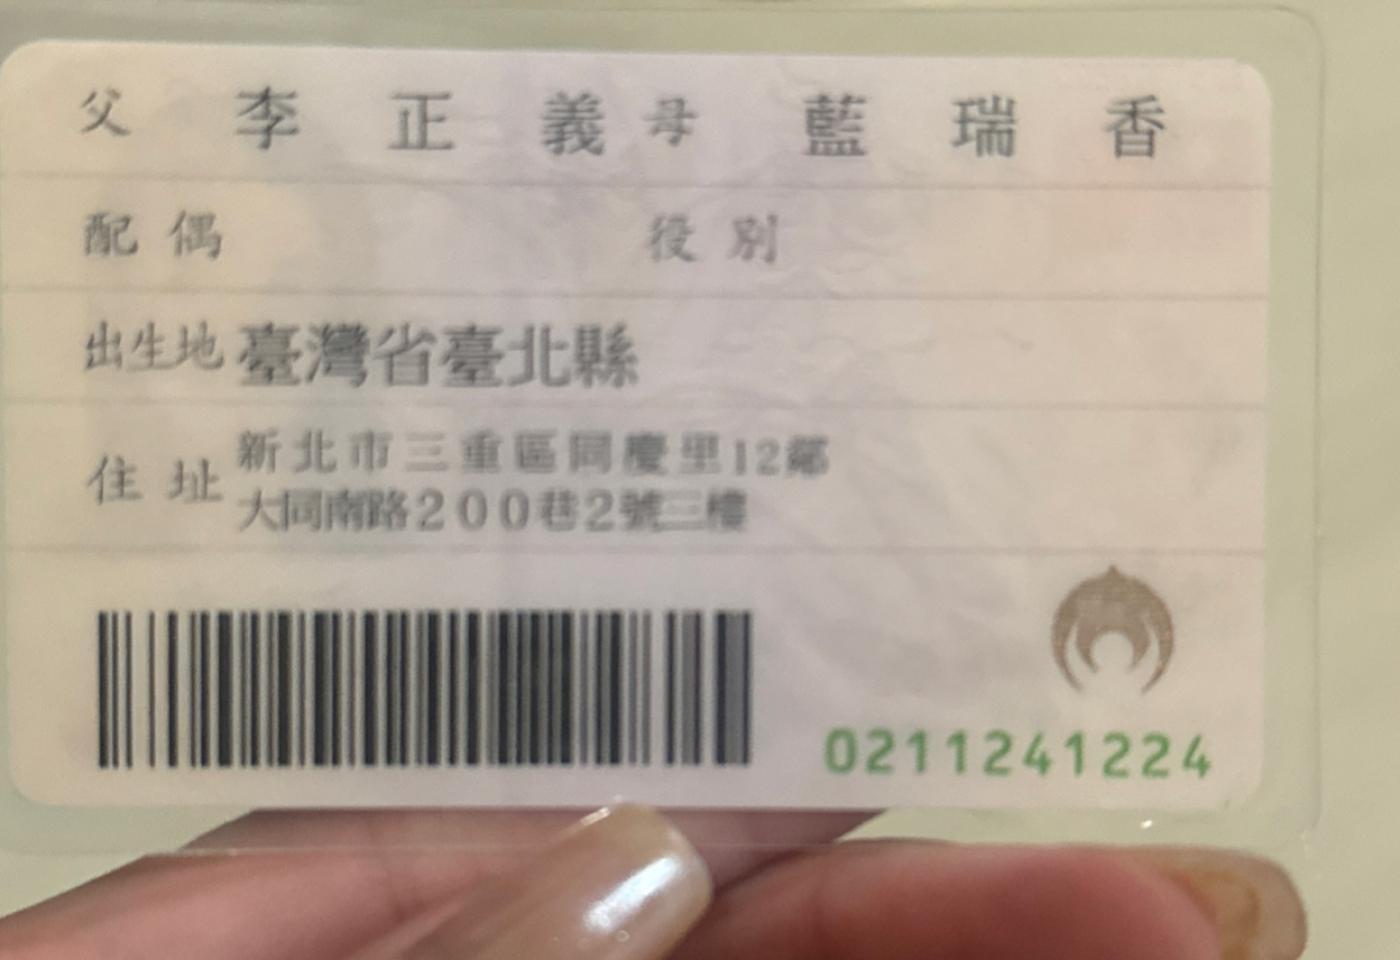 父 李正義 母 藍瑞香
配偶 役別
出生地 臺灣省臺北縣
住址 新北市三重區同慶里12鄰
大同南路200巷2號三樓
0211241224